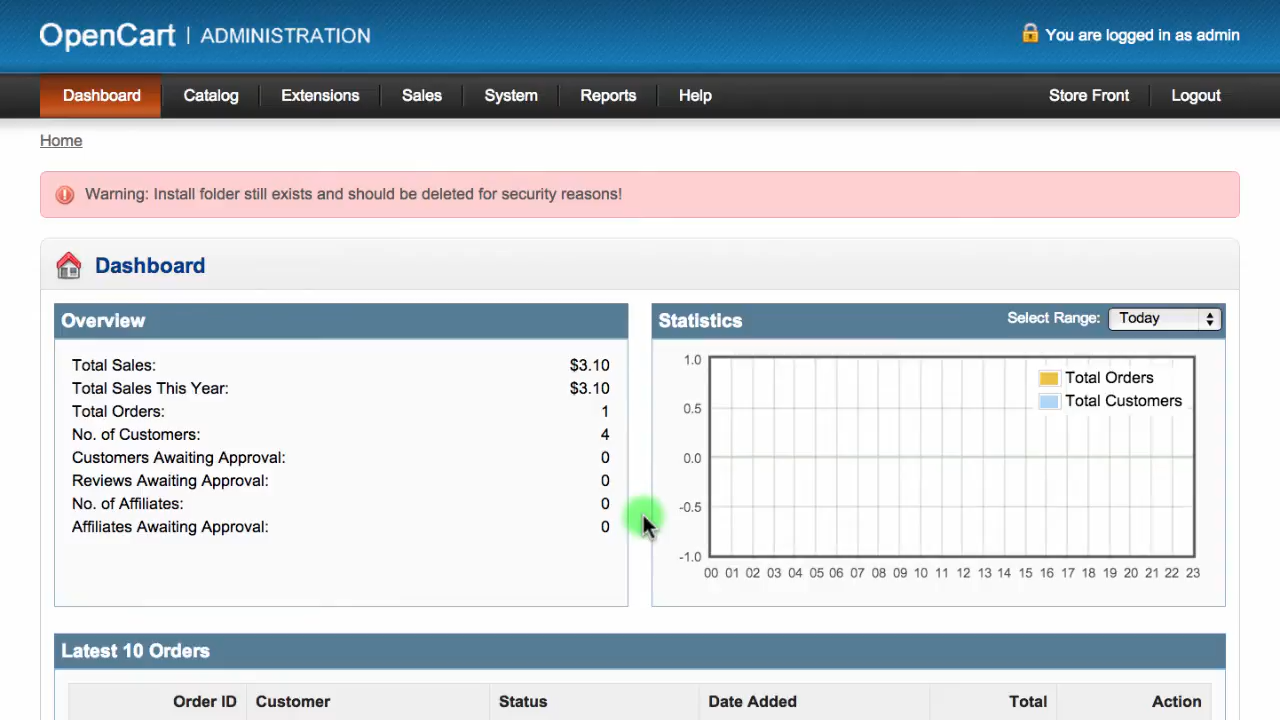 OpenCart | ADMINISTRATION
You are logged in as admin
Dashboard Catalog Extensions Sales System Reports Help Store Front Logout
Home
Warning: Install folder still exists and should be deleted for security reasons!
Dashboard
Overview
Total Sales: $3.10
Total Sales This Year: $3.10
Total Orders: 1
No. of Customers: 4
Customers Awaiting Approval: 0
Reviews Awaiting Approval: 0
No. of Affiliates: 0
Affiliates Awaiting Approval: 0
Statistics Select Range: Today
Total Orders
Total Customers
1.0
0.5
0.0
-0.5
-1.0
00 01 02 03 04 05 06 07 08 09 10 11 12 13 14 15 16 17 18 19 20 21 22 23
Latest 10 Orders
Order ID Customer Status Date Added Total Action